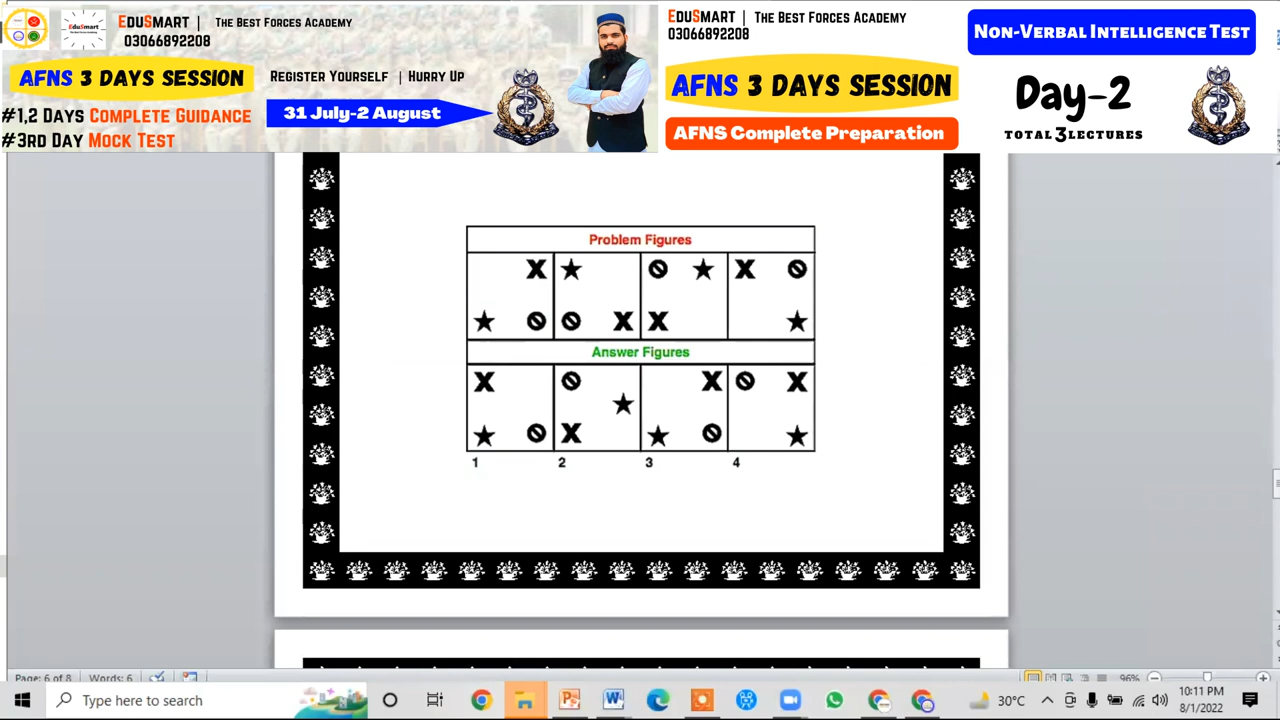 EduSmart | The Best Forces Academy
03066892208
AFNS 3 Days Session
Register Yourself | Hurry Up
#1,2 Days Complete Guidance
31 July-2 August
#3rd Day Mock Test
EduSmart | The Best Forces Academy
03066892208
AFNS 3 Days Session
AFNS Complete Preparation
Non-Verbal Intelligence Test
Day-2
Total 3 Lectures
Problem Figures
X
X
X
X
Answer Figures
X
X
X
X
1 2 3 4
Page: 6 of 8 Words: 6
96%
Type here to search
30°C
10:11 PM
8/1/2022